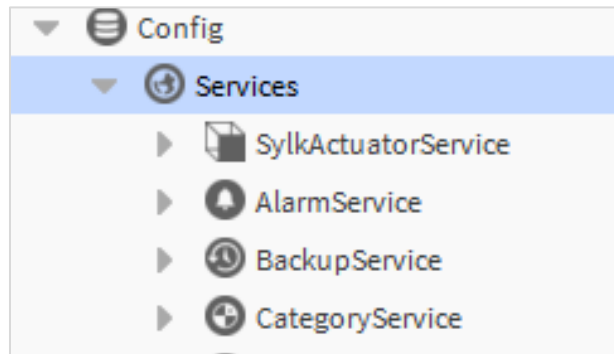 Config
Services
SylkActuatorService
AlarmService
BackupService
CategoryService